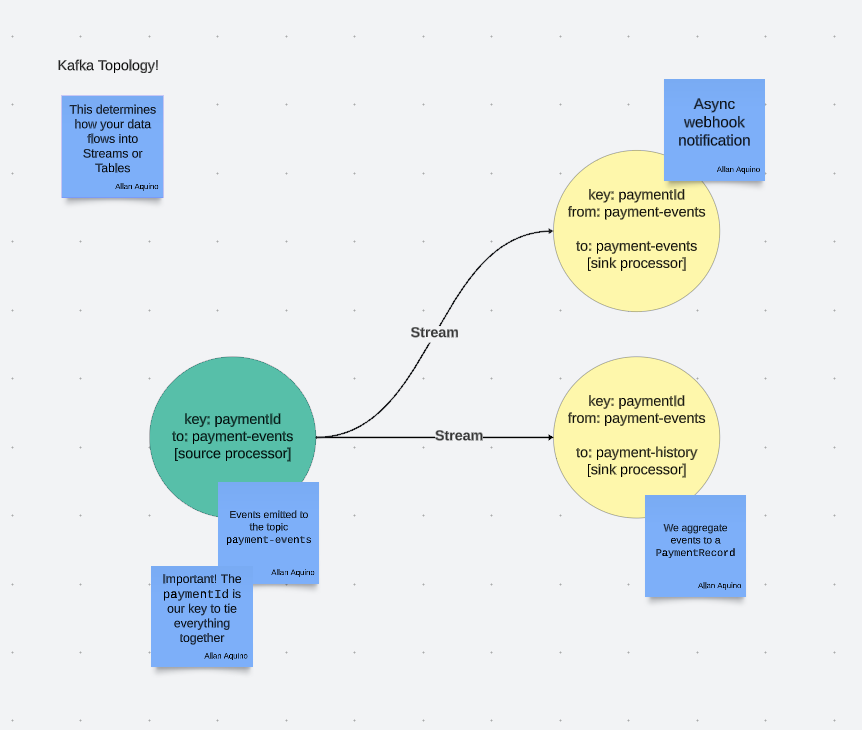 Kafka Topology!
This determines
how your data
flows into
Streams or
Tables
Allan Aquino
Async
webhook
notification
Allan Aquino
key: paymentId
from: payment-events
to: payment-events
[sink processor]
Stream
key: paymentId
to: payment-events
[source processor]
Stream
key: paymentId
from: payment-events
to: payment-history
[sink processor]
Events emitted to
the topic
payment-events
Allan Aquino
Important! The
paymentId is
our key to tie
everything
together
Allan Aquino
We aggregate
events to a
PaymentRecord
Allan Aquino